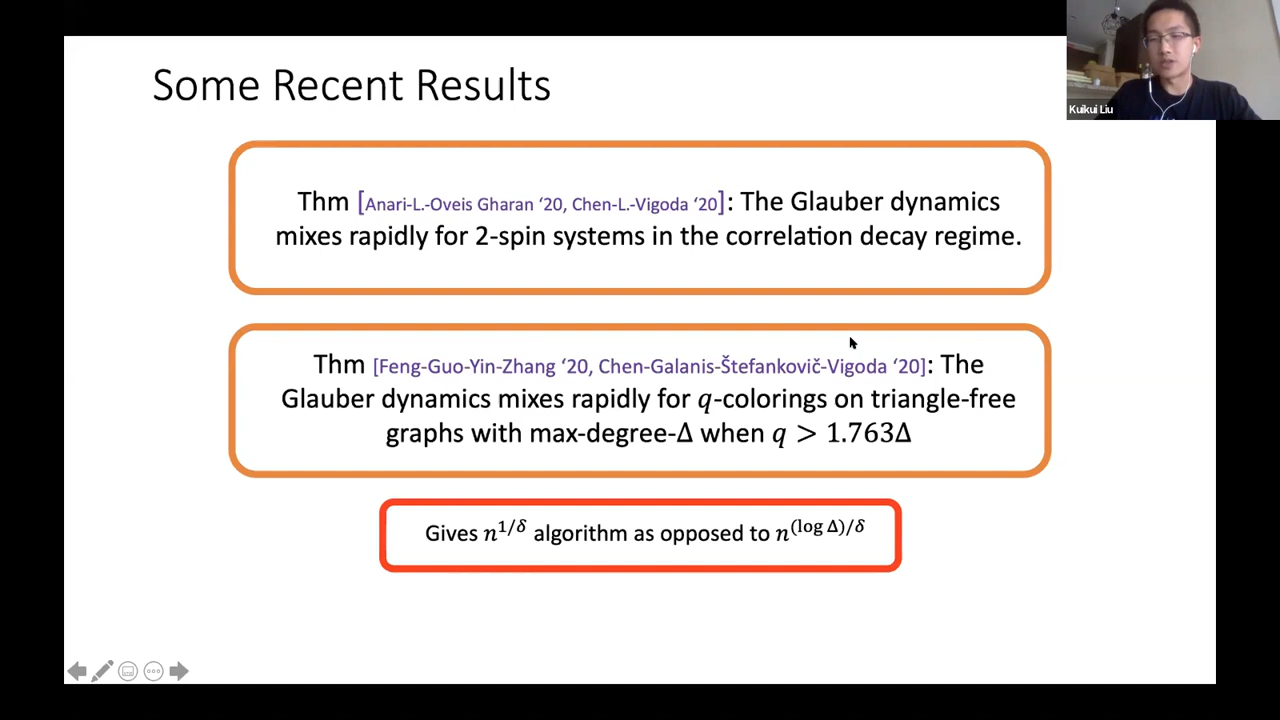 Some Recent Results
Kuikui Liu
Thm [Anari-L.-Oveis Gharan ‘20, Chen-L.-Vigoda ‘20]: The Glauber dynamics
mixes rapidly for 2-spin systems in the correlation decay regime.
Thm [Feng-Guo-Yin-Zhang ‘20, Chen-Galanis-Štefankovič-Vigoda ‘20]: The
Glauber dynamics mixes rapidly for q-colorings on triangle-free
graphs with max-degree-Δ when q > 1.763Δ
Gives n^{1/δ} algorithm as opposed to n^{(log Δ)/δ}